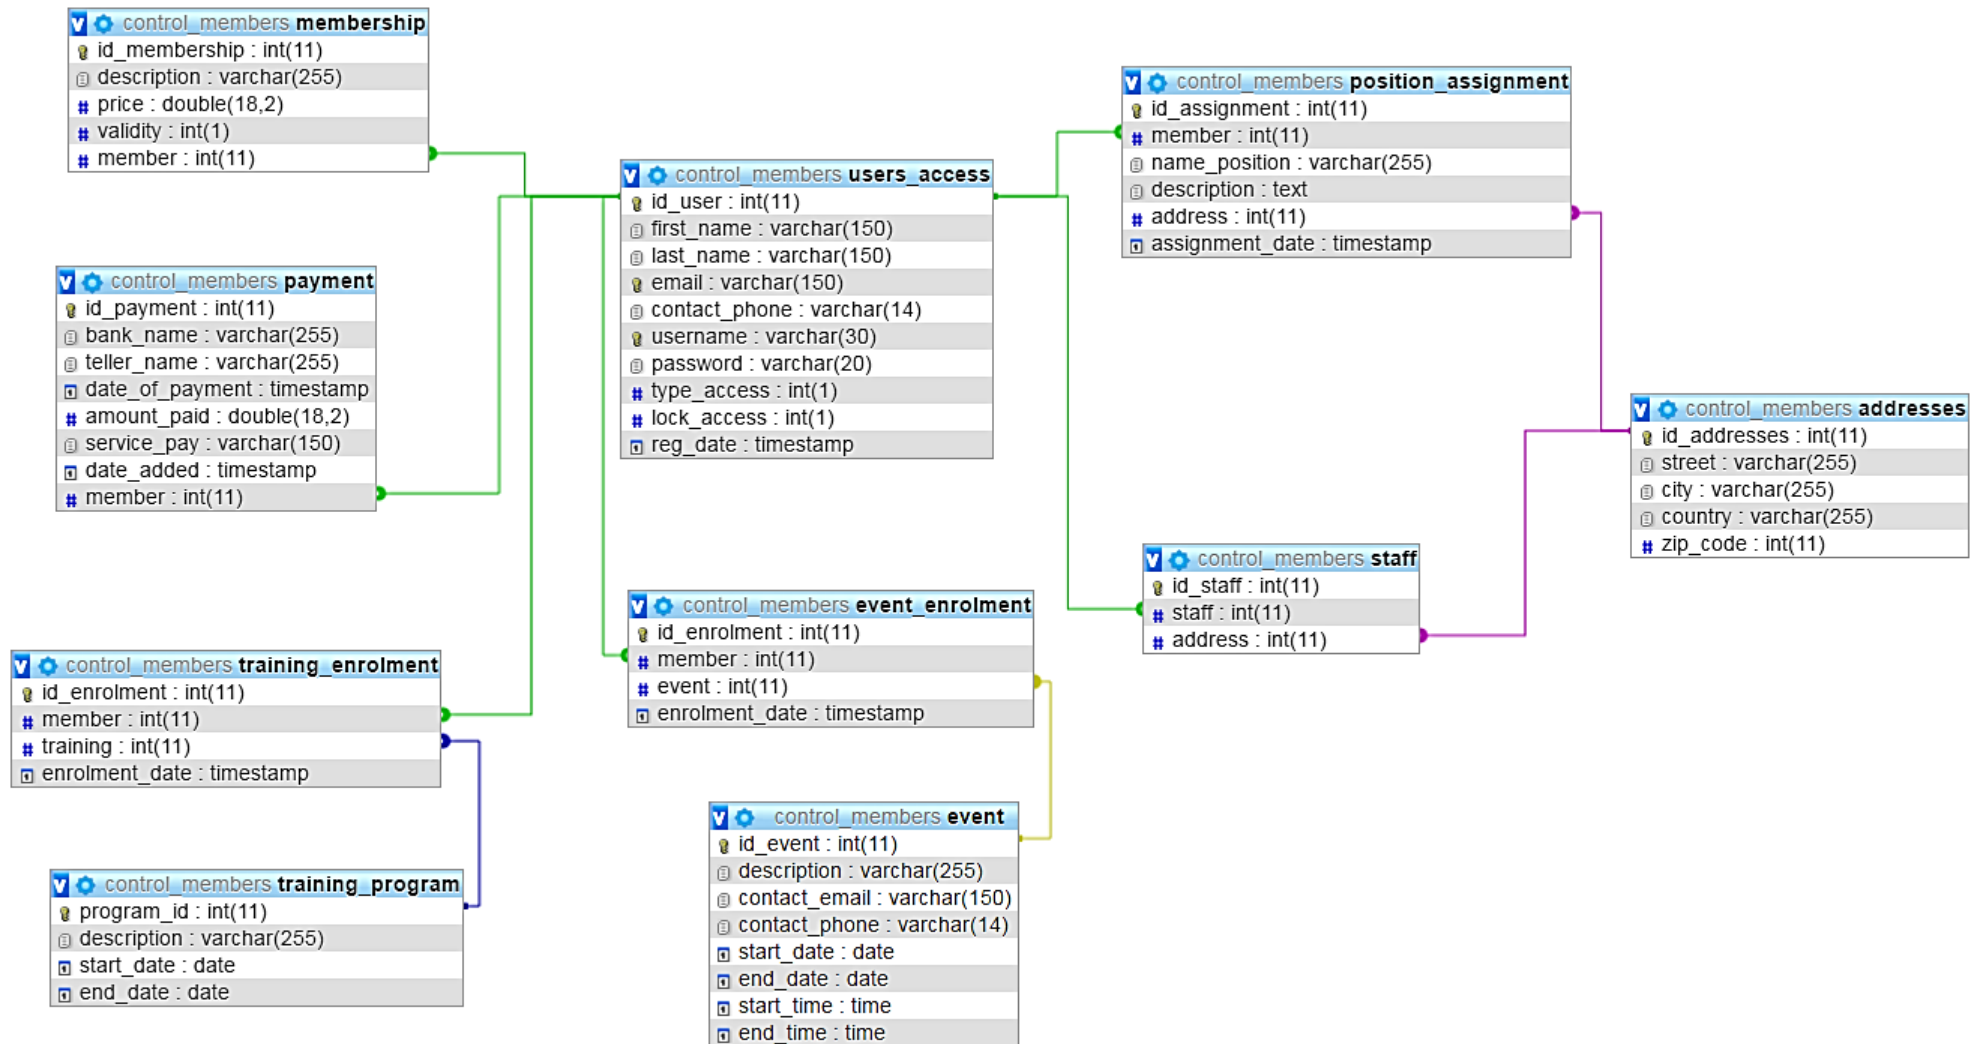 control_members membership
id_membership : int(11)
description : varchar(255)
price : double(18,2)
validity : int(1)
member : int(11)
control_members payment
id_payment : int(11)
bank_name : varchar(255)
teller_name : varchar(255)
date_of_payment : timestamp
amount_paid : double(18,2)
service_pay : varchar(150)
date_added : timestamp
member : int(11)
control_members training_enrolment
id_enrolment : int(11)
member : int(11)
training : int(11)
enrolment_date : timestamp
control_members training_program
program_id : int(11)
description : varchar(255)
start_date : date
end_date : date
control_members users_access
id_user : int(11)
first_name : varchar(150)
last_name : varchar(150)
email : varchar(150)
contact_phone : varchar(14)
username : varchar(30)
password : varchar(20)
type_access : int(1)
lock_access : int(1)
reg_date : timestamp
control_members event_enrolment
id_enrolment : int(11)
member : int(11)
event : int(11)
enrolment_date : timestamp
control_members event
id_event : int(11)
description : varchar(255)
contact_email : varchar(150)
contact_phone : varchar(14)
start_date : date
end_date : date
start_time : time
end_time : time
control_members position_assignment
id_assignment : int(11)
member : int(11)
name_position : varchar(255)
description : text
address : int(11)
assignment_date : timestamp
control_members staff
id_staff : int(11)
staff : int(11)
address : int(11)
control_members addresses
id_addresses : int(11)
street : varchar(255)
city : varchar(255)
country : varchar(255)
zip_code : int(11)